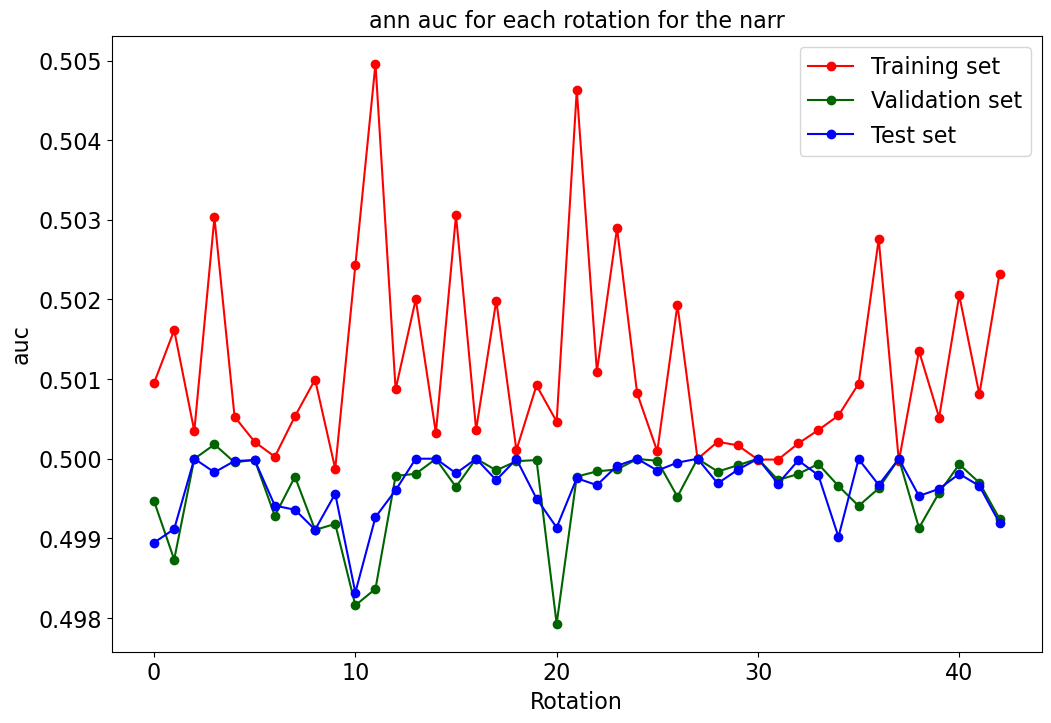 ann auc for each rotation for the narr
Training set
Validation set
Test set
auc
0.505
0.504
0.503
0.502
0.501
0.500
0.499
0.498
0 10 20 30 40
Rotation